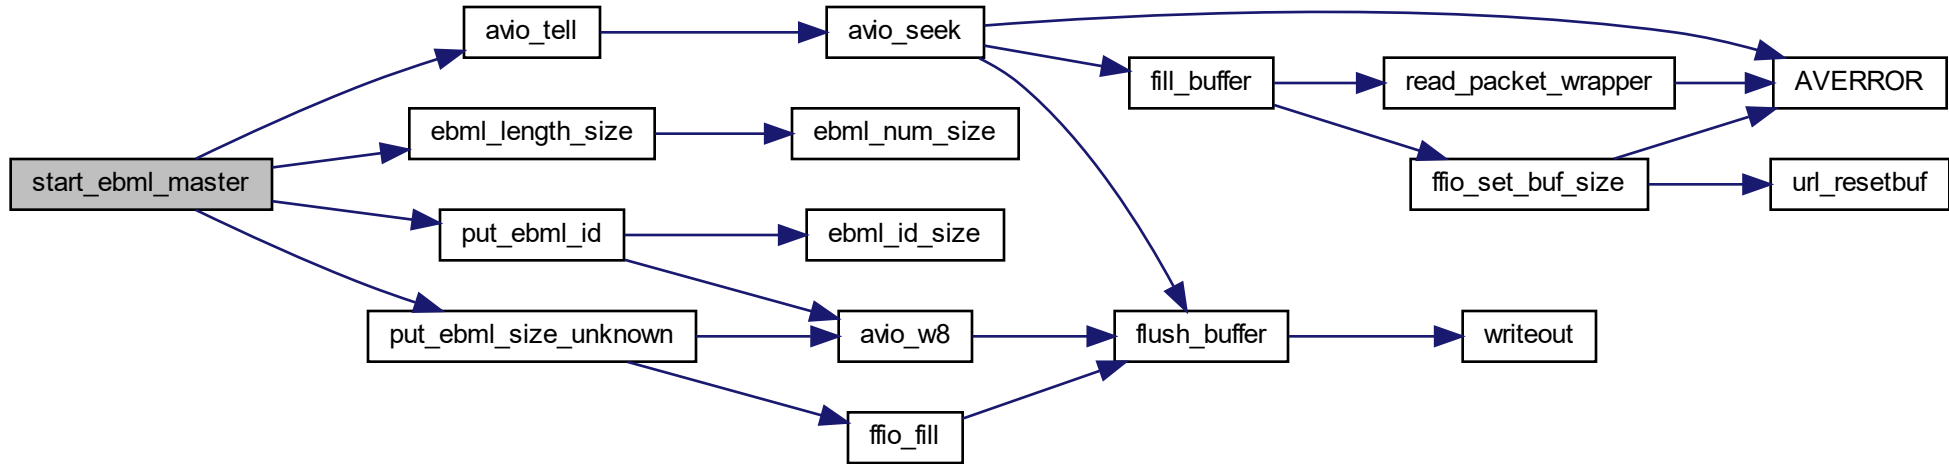 avio_tell
avio_seek
fill_buffer
read_packet_wrapper
AVERROR
ebml_length_size
ebml_num_size
start_ebml_master
ffio_set_buf_size
url_resetbuf
put_ebml_id
ebml_id_size
put_ebml_size_unknown
avio_w8
flush_buffer
writeout
ffio_fill